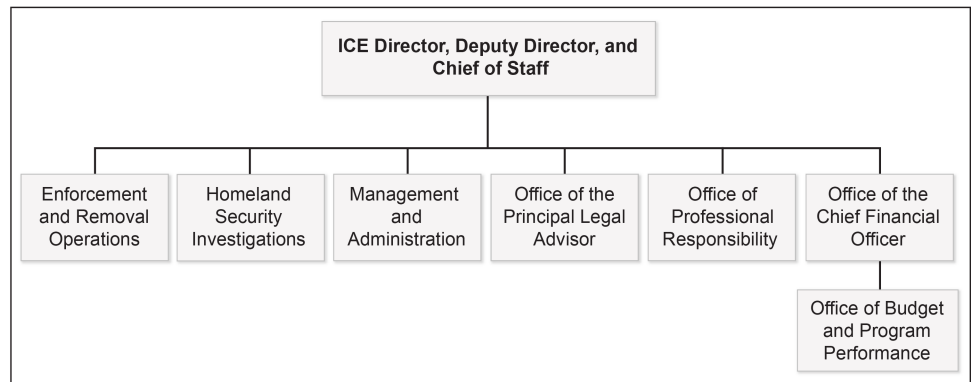 ICE Director, Deputy Director, and
Chief of Staff
Enforcement
and Removal
Operations
Homeland
Security
Investigations
Management
and
Administration
Office of the
Principal Legal
Advisor
Office of
Professional
Responsibility
Office of the
Chief Financial
Officer
Office of Budget
and Program
Performance